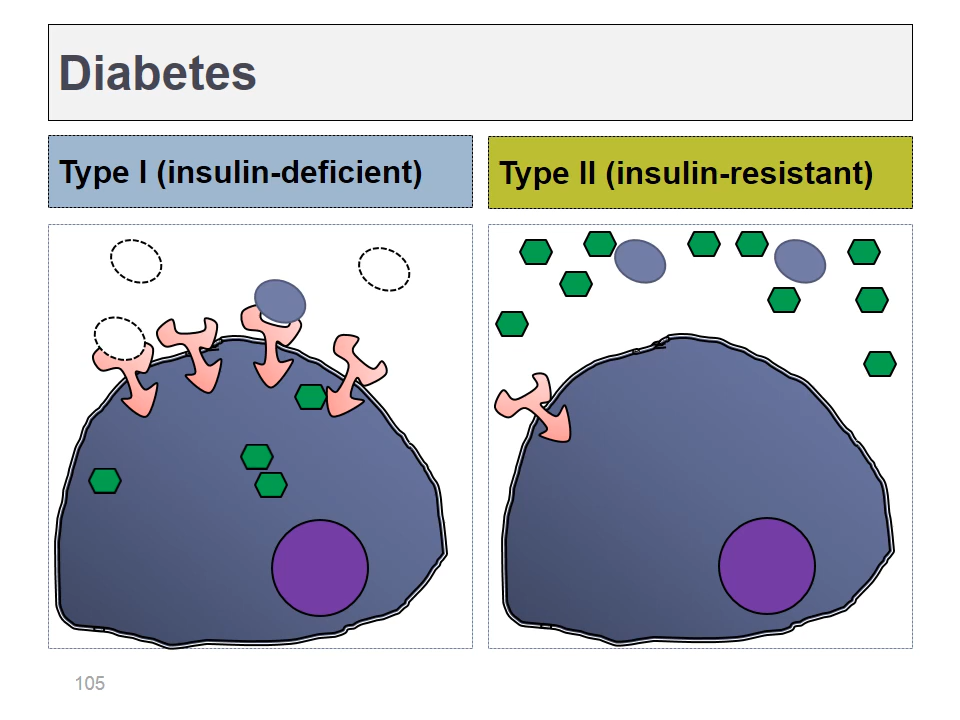 Diabetes
Type I (insulin-deficient)
Type II (insulin-resistant)
105